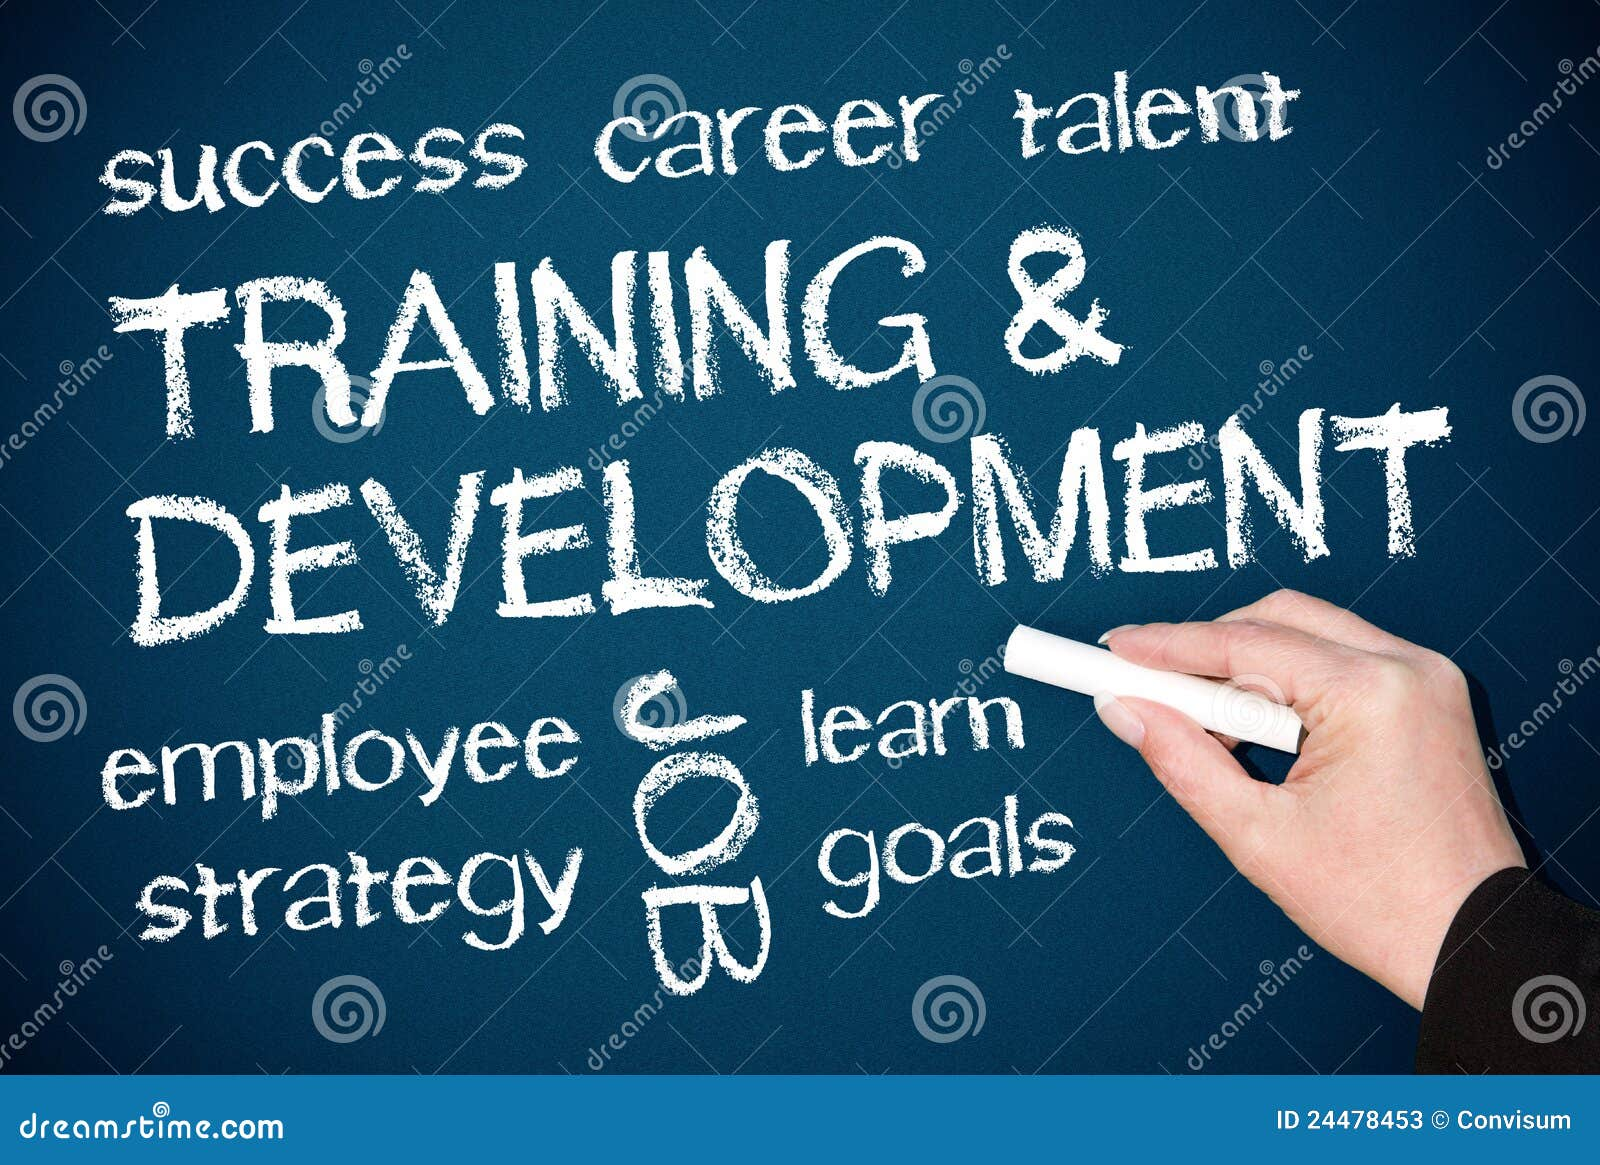 success career talent
TRAINING &
DEVELOPMENT
employee
strategy
JOB
learn
goals
dreamstime.com
ID 24478453 © Convisum